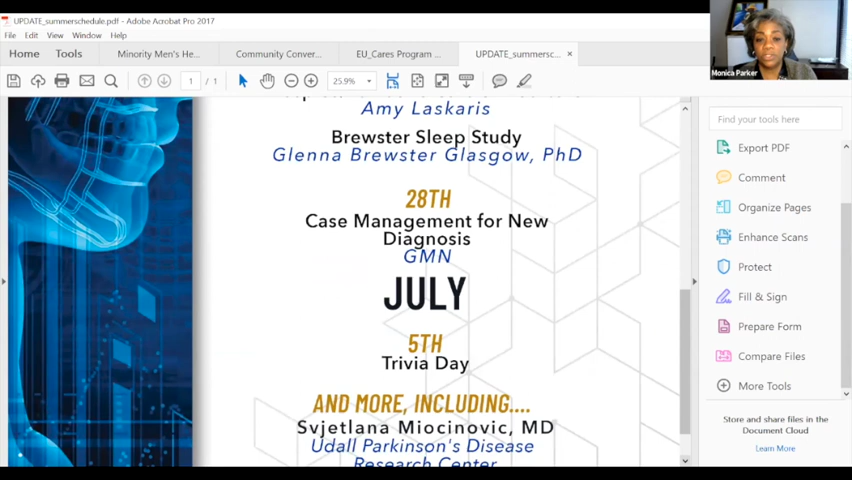 UPDATE_summerschedule.pdf - Adobe Acrobat Pro 2017
File Edit View Window Help
Home Tools Minority Men's He... Community Conver... EU_Cares Program ... UPDATE_summersc... ×
1 / 1 25.9%
Monica Parker
Amy Laskaris
Brewster Sleep Study
Glenna Brewster Glasgow, PhD
28TH
Case Management for New
Diagnosis
GMN
JULY
5TH
Trivia Day
AND MORE, INCLUDING....
Svjetlana Miocinovic, MD
Udall Parkinson's Disease
Research Center
Find your tools here
Export PDF
Comment
Organize Pages
Enhance Scans
Protect
Fill & Sign
Prepare Form
Compare Files
More Tools
Store and share files in the
Document Cloud
Learn More